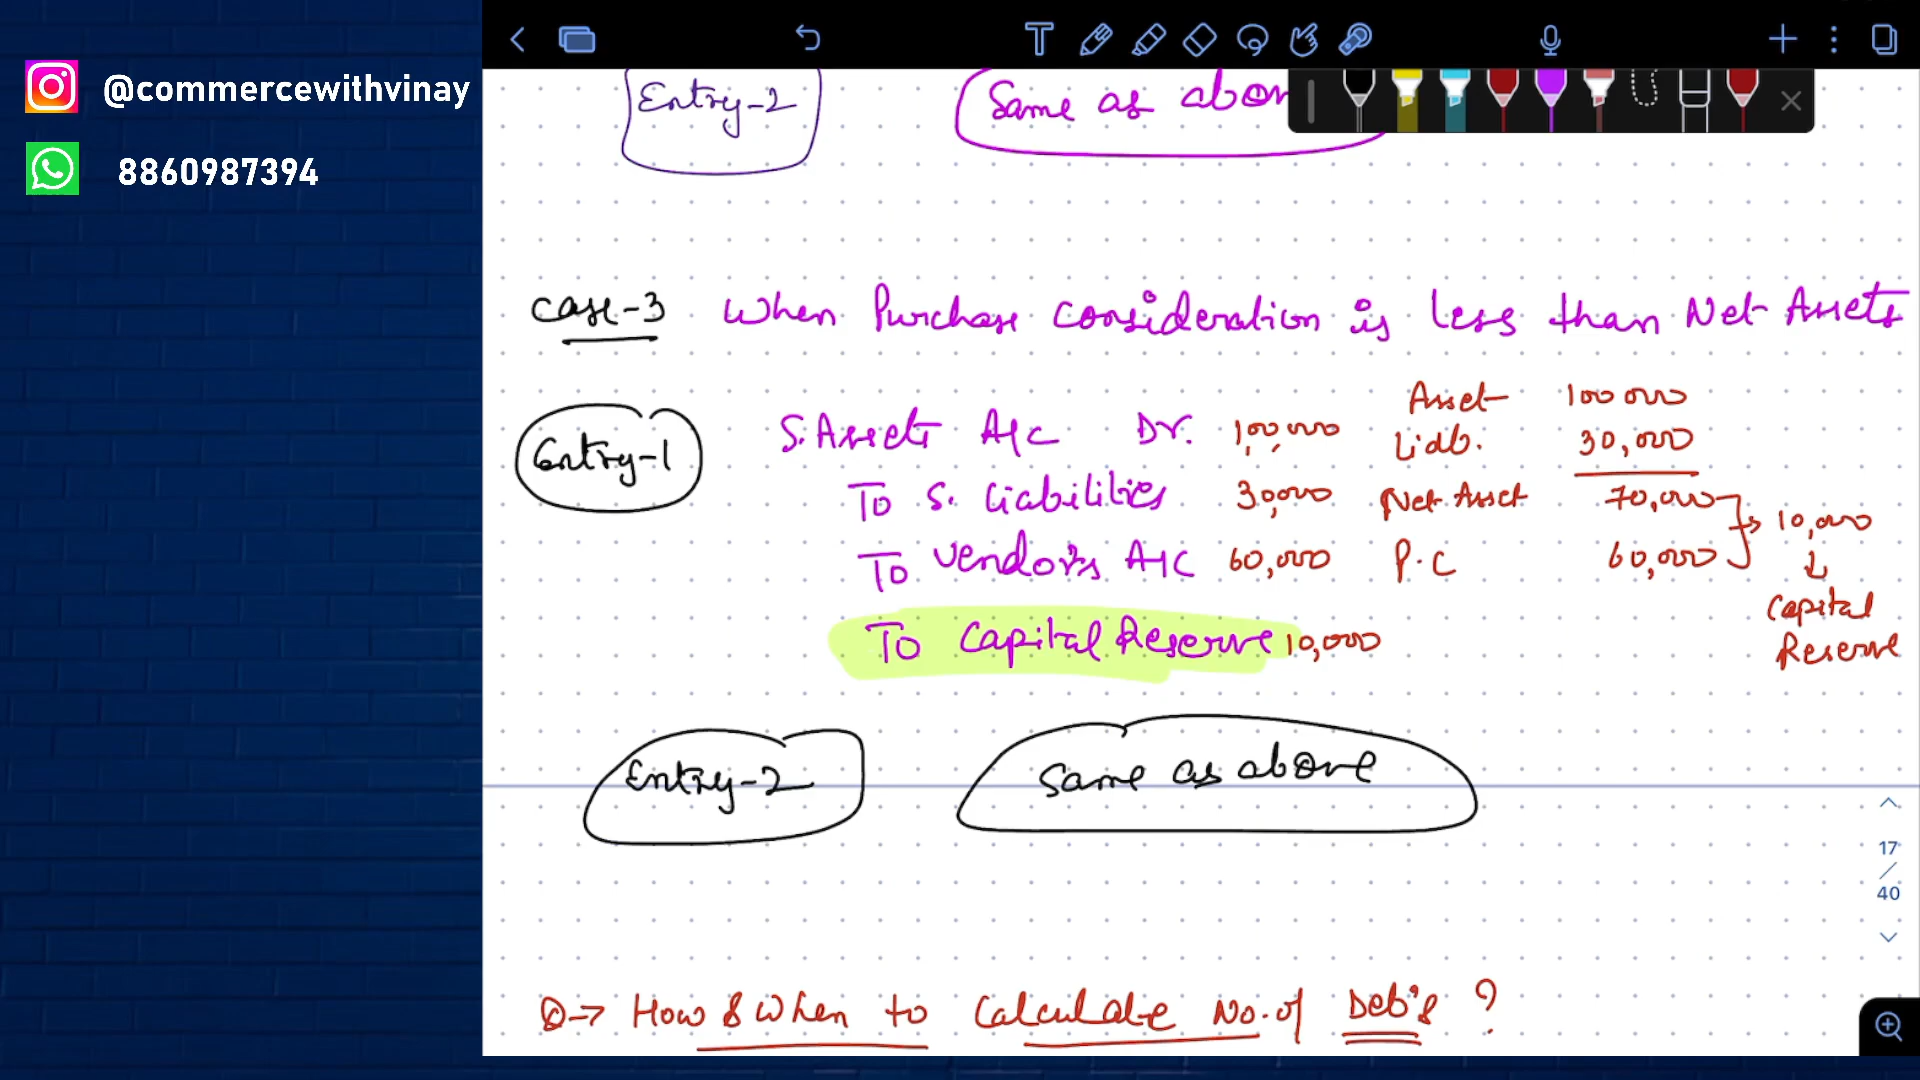 @commercewithvinay
8860987394
Entry-2 Same as abov
Case-3 When Purchase Consideration is Less than Net Assets
Entry-1
S. Assets A/c Dr. 1,00,000
To S. Liabilities 30,000
To Vendor's A/c 60,000
To Capital Reserve 10,000
Asset 100000
Liab. 30,000
Net Asset 70,000
P.C 60,000
10,000
Capital
Reserve
Entry-2 Same as above
17
/
40
Q→ How & When to Calculate No. of Deb's ?